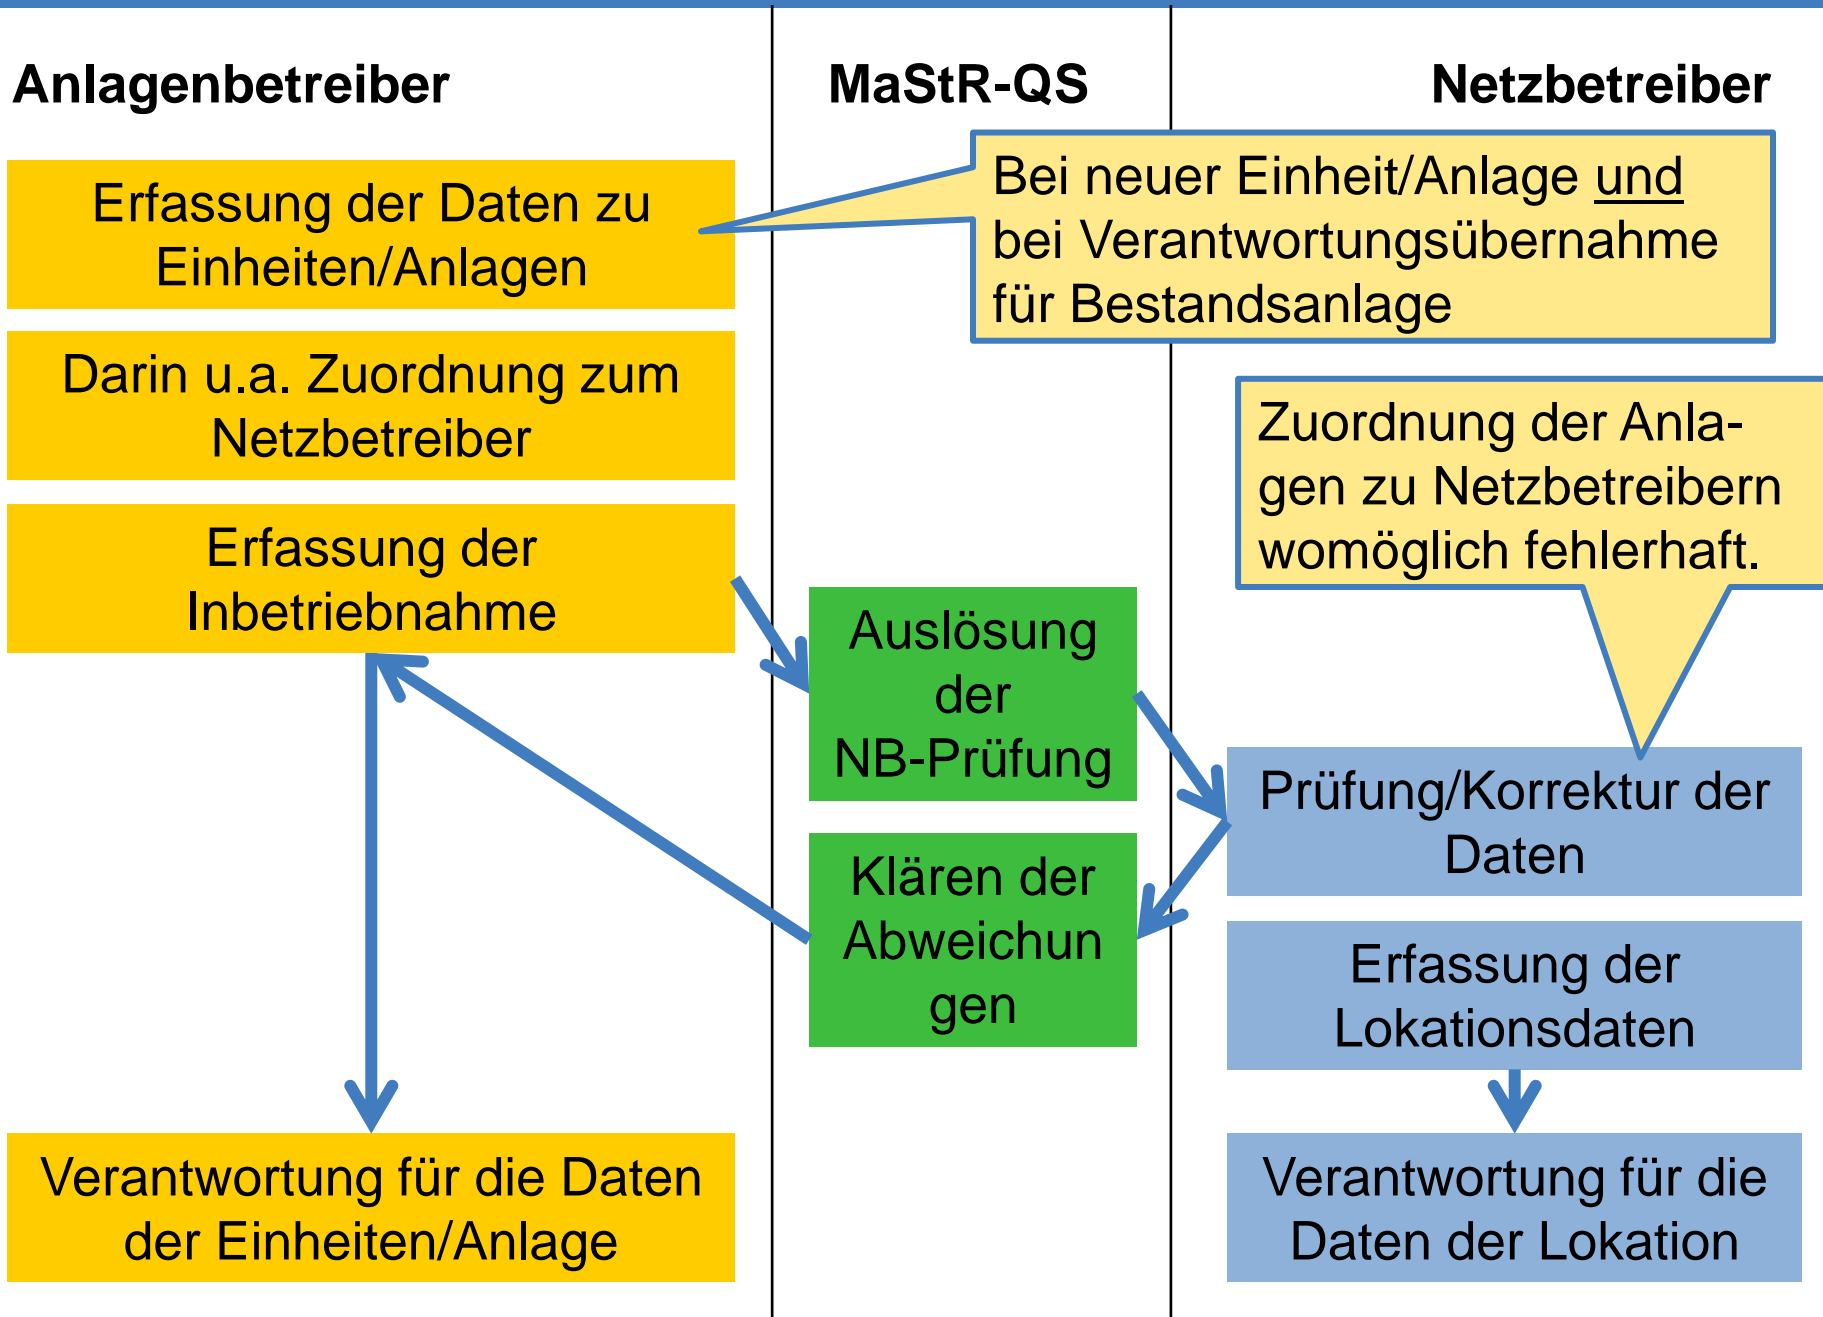 Anlagenbetreiber
MaStR-QS
Netzbetreiber
Erfassung der Daten zu
Einheiten/Anlagen
Bei neuer Einheit/Anlage und
bei Verantwortungsübernahme
für Bestandsanlage
Darin u.a. Zuordnung zum
Netzbetreiber
Zuordnung der Anla-
gen zu Netzbetreibern
womöglich fehlerhaft.
Erfassung der
Inbetriebnahme
Auslösung
der
NB-Prüfung
Prüfung/Korrektur der
Daten
Klären der
Abweichun
gen
Erfassung der
Lokationsdaten
Verantwortung für die Daten
der Einheiten/Anlage
Verantwortung für die
Daten der Lokation